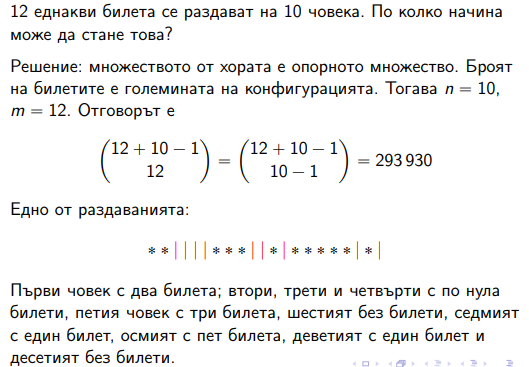 12 еднакви билета се раздават на 10 човека. По колко начина
може да стане това?
Решение: множеството от хората е опорното множество. Броят
на билетите е големината на конфигурацията. Тогава n = 10,
m = 12. Отговорът е
(12 + 10 − 1 / 12) = (12 + 10 − 1 / 10 − 1) = 293 930
Едно от раздаванията:
∗ ∗ | | | | ∗ ∗ ∗ | | ∗ | ∗ ∗ ∗ ∗ ∗ | ∗ |
Първи човек с два билета; втори, трети и четвърти с по нула
билети, петия човек с три билета, шестият без билети, седмият
с един билет, осмият с пет билета, деветият с един билет и
десетият без билети.